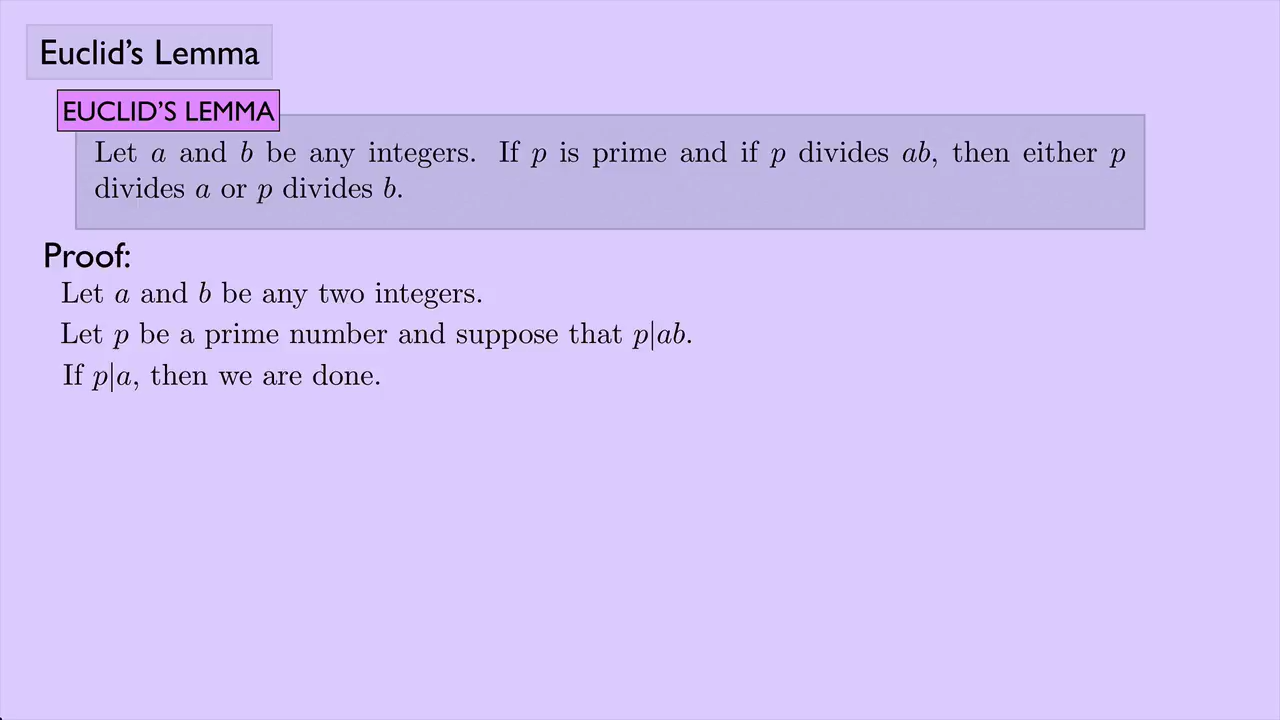 Euclid’s Lemma
EUCLID’S LEMMA
Let a and b be any integers. If p is prime and if p divides ab, then either p
divides a or p divides b.
Proof:
Let a and b be any two integers.
Let p be a prime number and suppose that p|ab.
If p|a, then we are done.